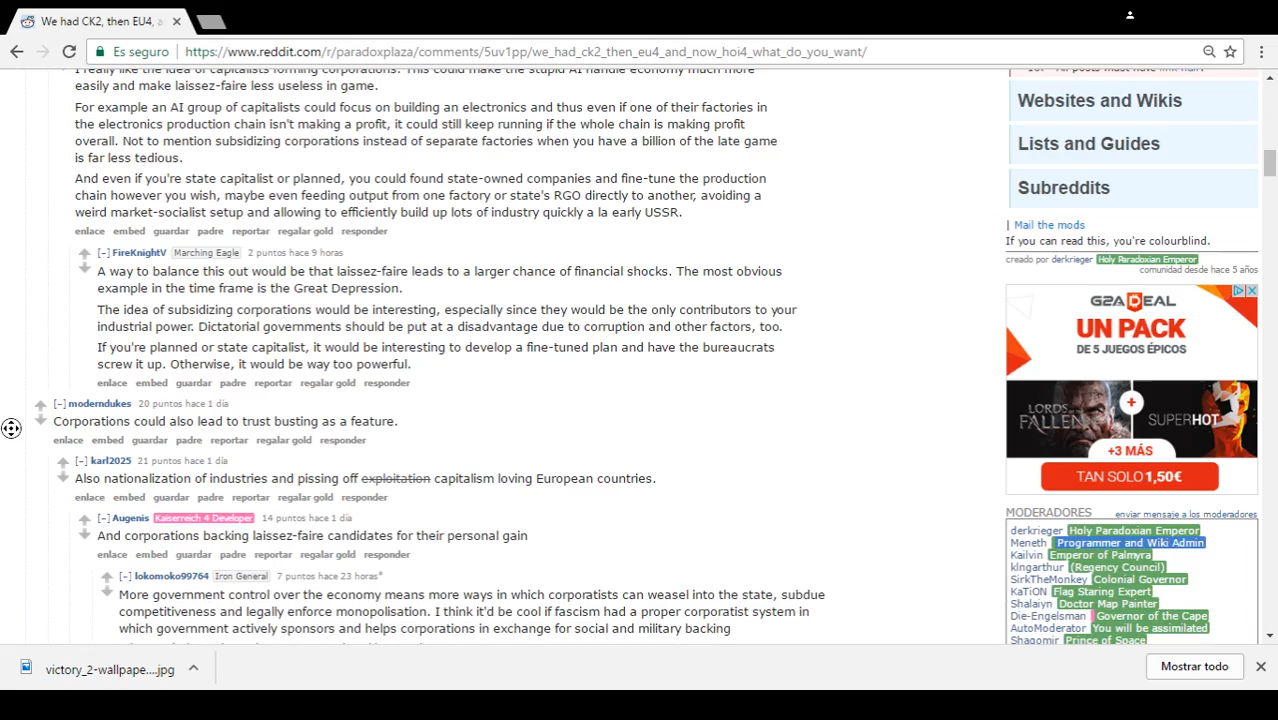 We had CK2, then EU4, a
Es seguro
https://www.reddit.com/r/paradoxplaza/comments/5uv1pp/we_had_ck2_then_eu4_and_now_hoi4_what_do_you_want/
I really like the idea of capitalists forming corporations. This could make the stupid AI handle economy much more
easily and make laissez-faire less useless in game.
For example an AI group of capitalists could focus on building an electronics and thus even if one of their factories in
the electronics production chain isn't making a profit, it could still keep running if the whole chain is making profit
overall. Not to mention subsidizing corporations instead of separate factories when you have a billion of the late game
is far less tedious.
And even if you're state capitalist or planned, you could found state-owned companies and fine-tune the production
chain however you wish, maybe even feeding output from one factory or state's RGO directly to another, avoiding a
weird market-socialist setup and allowing to efficiently build up lots of industry quickly a la early USSR.
enlace embed guardar padre reportar regalar gold responder
[–] FireKnightV Marching Eagle 2 puntos hace 9 horas
A way to balance this out would be that laissez-faire leads to a larger chance of financial shocks. The most obvious
example in the time frame is the Great Depression.
The idea of subsidizing corporations would be interesting, especially since they would be the only contributors to your
industrial power. Dictatorial governments should be put at a disadvantage due to corruption and other factors, too.
If you're planned or state capitalist, it would be interesting to develop a fine-tuned plan and have the bureaucrats
screw it up. Otherwise, it would be way too powerful.
enlace embed guardar padre reportar regalar gold responder
[–] moderndukes 20 puntos hace 1 día
Corporations could also lead to trust busting as a feature.
enlace embed guardar padre reportar regalar gold responder
[–] karl2025 21 puntos hace 1 día
Also nationalization of industries and pissing off exploitation capitalism loving European countries.
enlace embed guardar padre reportar regalar gold responder
[–] Augenis Kaiserreich 4 Developer 14 puntos hace 1 día
And corporations backing laissez-faire candidates for their personal gain
enlace embed guardar padre reportar regalar gold responder
[–] lokomoko99764 Iron General 7 puntos hace 23 horas*
More government control over the economy means more ways in which corporatists can weasel into the state, subdue
competitiveness and legally enforce monopolisation. I think it'd be cool if fascism had a proper corporatist system in
which government actively sponsors and helps corporations in exchange for social and military backing
Websites and Wikis
Lists and Guides
Subreddits
| Mail the mods
If you can read this, you're colourblind.
creado por derkrieger Holy Paradoxian Emperor
comunidad desde hace 5 años
G2A DEAL
UN PACK
DE 5 JUEGOS ÉPICOS
LORDS OF THE FALLEN
SUPERHOT
+3 MÁS
TAN SOLO 1,50€
MODERADORES enviar mensaje a los moderadores
derkrieger Holy Paradoxian Emperor
Meneth Programmer and Wiki Admin
Kailvin Emperor of Palmyra
klngarthur (Regency Council)
SirkTheMonkey Colonial Governor
KaTiON Flag Staring Expert
Shalaiyn Doctor Map Painter
Die-Engelsman Governor of the Cape
AutoModerator You will be assimilated
Shagomir Prince of Space
victory_2-wallpape....jpg
Mostrar todo